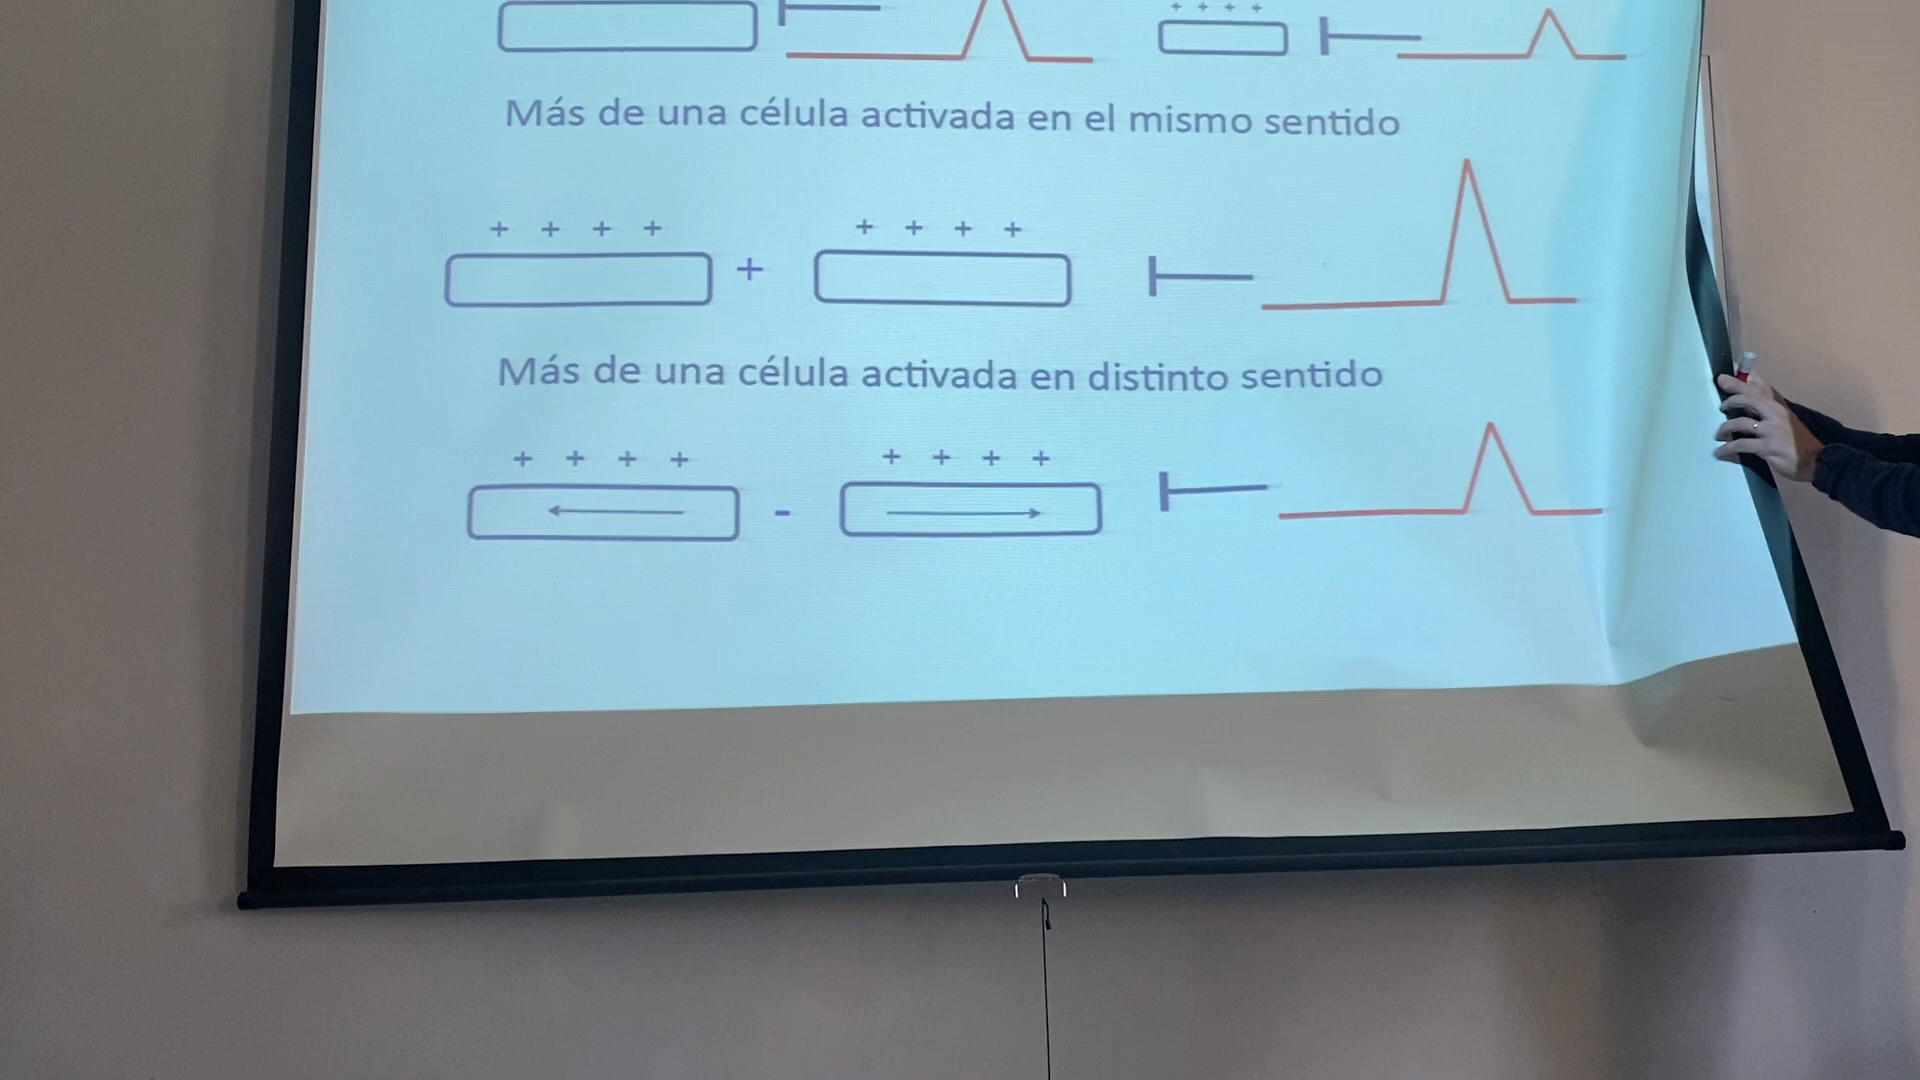 + + + +
Más de una célula activada en el mismo sentido
+ + + + + + + + +
Más de una célula activada en distinto sentido
+ + + + - + + + +